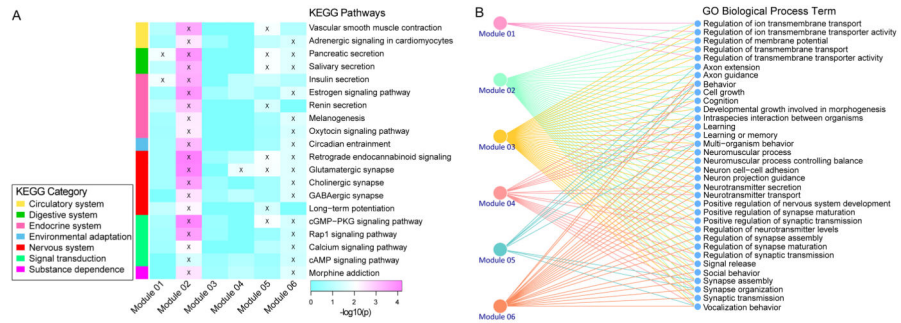 A
KEGG Pathways
Vascular smooth muscle contraction
Adrenergic signaling in cardiomyocytes
Pancreatic secretion
Salivary secretion
Insulin secretion
Estrogen signaling pathway
Renin secretion
Melanogenesis
Oxytocin signaling pathway
Circadian entrainment
Retrograde endocannabinoid signaling
Glutamatergic synapse
Cholinergic synapse
GABAergic synapse
Long-term potentiation
cGMP-PKG signaling pathway
Rap1 signaling pathway
Calcium signaling pathway
cAMP signaling pathway
Morphine addiction
KEGG Category
Circulatory system
Digestive system
Endocrine system
Environmental adaptation
Nervous system
Signal transduction
Substance dependence
Module 01
Module 02
Module 03
Module 04
Module 05
Module 06
0 1 2 3 4
-log10(p)
B
GO Biological Process Term
Module 01
Module 02
Module 03
Module 04
Module 05
Module 06
Regulation of ion transmembrane transport
Regulation of ion transmembrane transporter activity
Regulation of membrane potential
Regulation of transmembrane transport
Regulation of transmembrane transporter activity
Axon extension
Axon guidance
Behavior
Cell growth
Cognition
Developmental growth involved in morphogenesis
Intraspecies interaction between organisms
Learning
Learning or memory
Multi-organism behavior
Neuromuscular process
Neuromuscular process controlling balance
Neuron cell-cell adhesion
Neuron projection guidance
Neurotransmitter secretion
Neurotransmitter transport
Positive regulation of nervous system development
Positive regulation of synapse maturation
Positive regulation of synaptic transmission
Regulation of neurotransmitter levels
Regulation of synapse assembly
Regulation of synapse maturation
Regulation of synaptic transmission
Signal release
Social behavior
Synapse assembly
Synapse organization
Synaptic transmission
Vocalization behavior